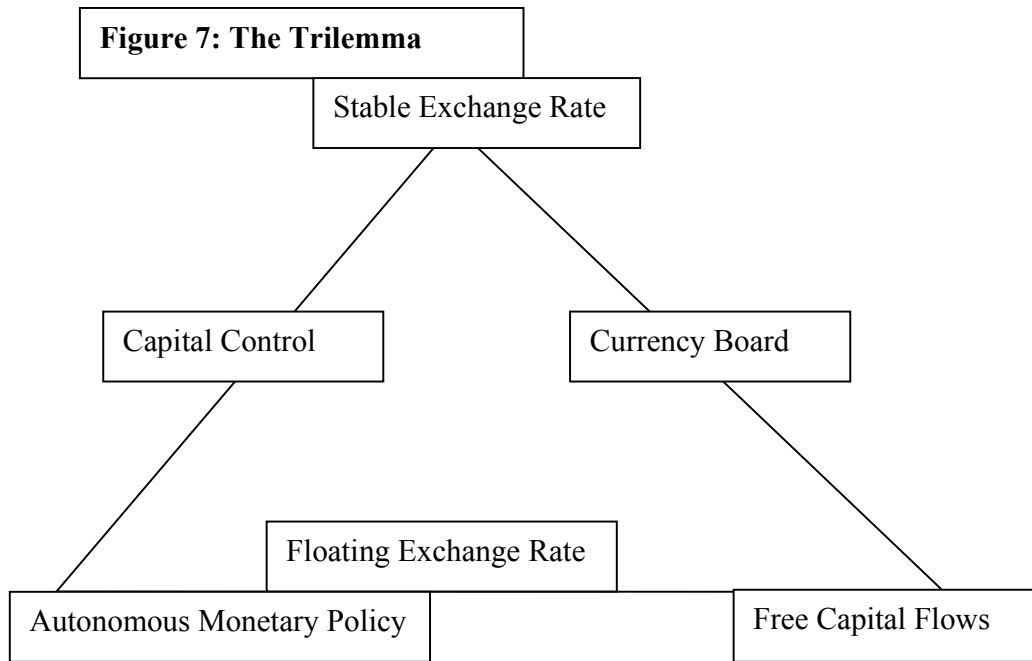 Figure 7: The Trilemma
Stable Exchange Rate
Capital Control
Currency Board
Floating Exchange Rate
Autonomous Monetary Policy
Free Capital Flows